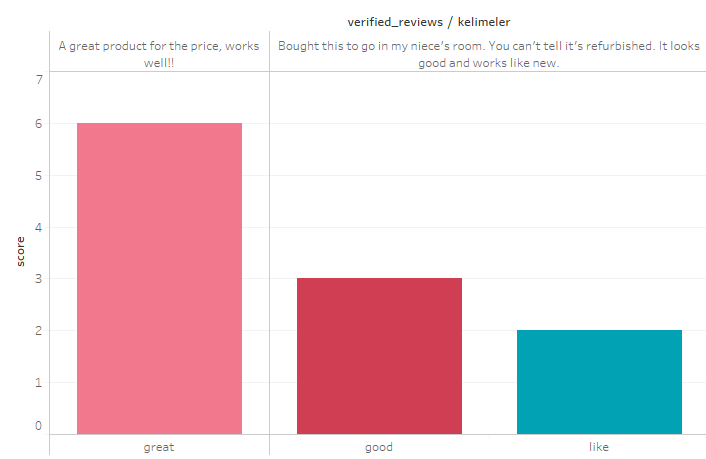 verified_reviews / kelimeler
A great product for the price, works
well!!
Bought this to go in my niece’s room. You can’t tell it’s refurbished. It looks
good and works like new.
score
7
6
5
4
3
2
1
0
great
good
like